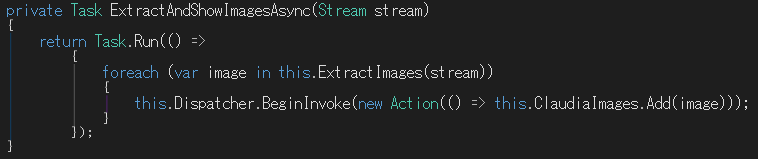 private Task ExtractAndShowImagesAsync(Stream stream)
{
    return Task.Run(() =>
        {
            foreach (var image in this.ExtractImages(stream))
            {
                this.Dispatcher.BeginInvoke(new Action(() => this.ClaudiaImages.Add(image)));
            }
        });
}